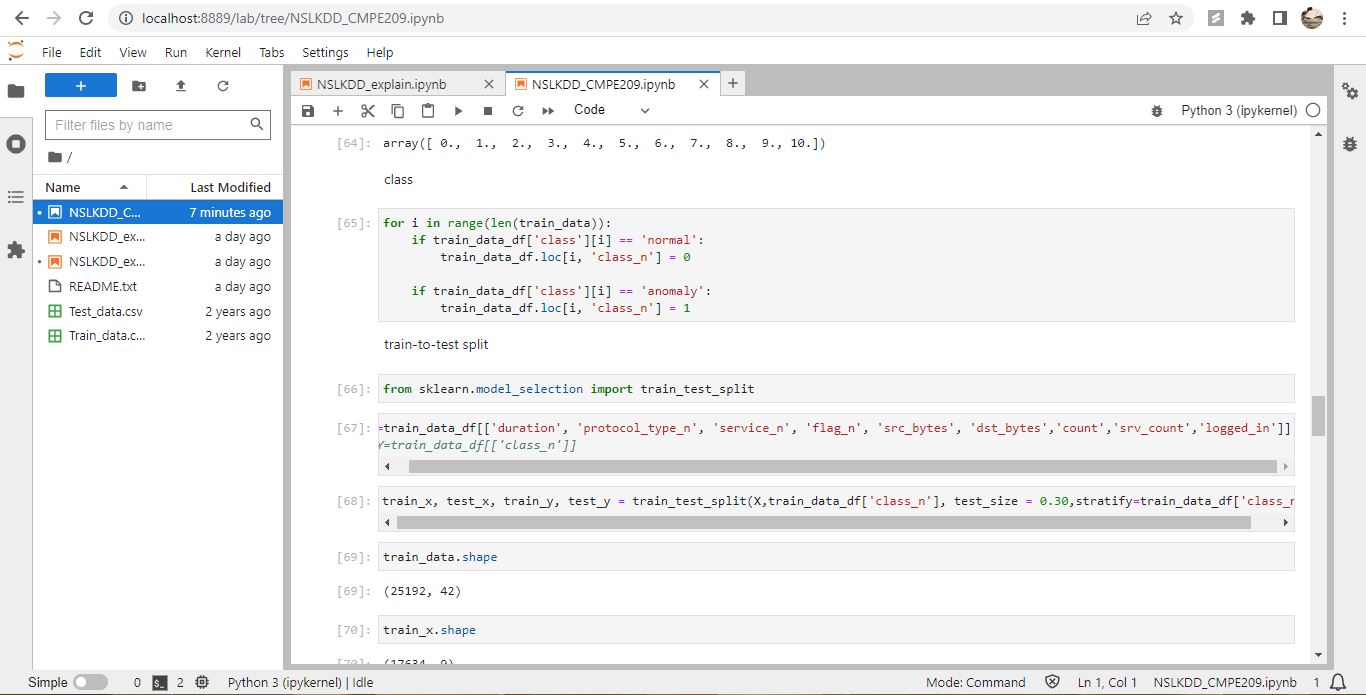 localhost:8889/lab/tree/NSLKDD_CMPE209.ipynb
File Edit View Run Kernel Tabs Settings Help
NSLKDD_explain.ipynb
NSLKDD_CMPE209.ipynb
Code
Python 3 (ipykernel)
Filter files by name
/
Name Last Modified
NSLKDD_C... 7 minutes ago
NSLKDD_ex... a day ago
NSLKDD_ex... a day ago
README.txt a day ago
Test_data.csv 2 years ago
Train_data.c... 2 years ago
[64]: array([ 0., 1., 2., 3., 4., 5., 6., 7., 8., 9., 10.])
class
[65]: for i in range(len(train_data)):
if train_data_df['class'][i] == 'normal':
train_data_df.loc[i, 'class_n'] = 0
if train_data_df['class'][i] == 'anomaly':
train_data_df.loc[i, 'class_n'] = 1
train-to-test split
[66]: from sklearn.model_selection import train_test_split
[67]: =train_data_df[['duration', 'protocol_type_n', 'service_n', 'flag_n', 'src_bytes', 'dst_bytes','count','srv_count','logged_in']]
Y=train_data_df[['class_n']]
[68]: train_x, test_x, train_y, test_y = train_test_split(X,train_data_df['class_n'], test_size = 0.30,stratify=train_data_df['class_n
[69]: train_data.shape
[69]: (25192, 42)
[70]: train_x.shape
[70]: (17634, 9)
Simple 0 2 Python 3 (ipykernel) | Idle Mode: Command Ln 1, Col 1 NSLKDD_CMPE209.ipynb 1